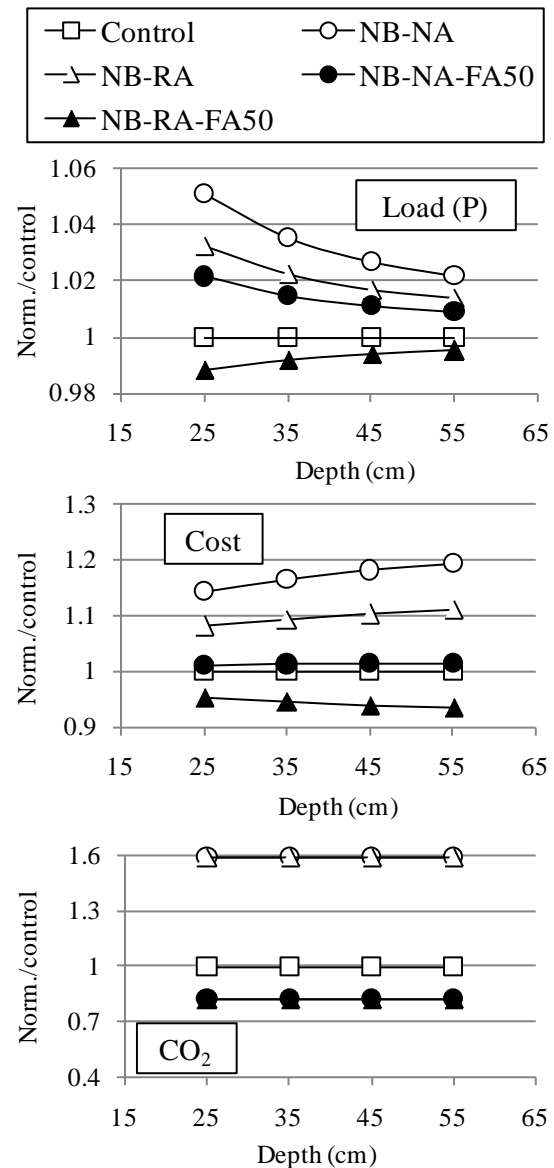 Control NB-NA
NB-RA NB-NA-FA50
NB-RA-FA50
1.06
1.04
1.02
1
0.98
Norm./control
Load (P)
15 25 35 45 55 65
Depth (cm)
1.3
1.2
1.1
1
0.9
Norm./control
Cost
15 25 35 45 55 65
Depth (cm)
1.6
1.3
1
0.7
0.4
Norm./control
CO₂
15 25 35 45 55 65
Depth (cm)